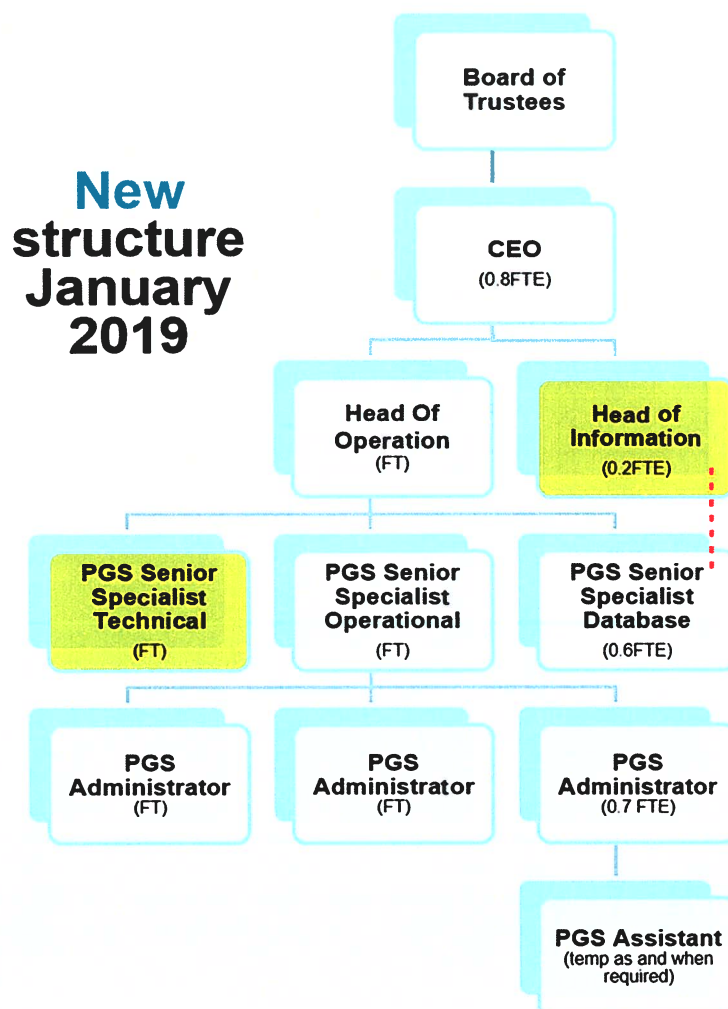 New
structure
January
2019
Board of
Trustees
CEO
(0.8FTE)
Head Of
Operation
(FT)
Head of
Information
(0.2FTE)
PGS Senior
Specialist
Technical
(FT)
PGS Senior
Specialist
Operational
(FT)
PGS Senior
Specialist
Database
(0.6FTE)
PGS
Administrator
(FT)
PGS
Administrator
(FT)
PGS
Administrator
(0.7 FTE)
PGS Assistant
(temp as and when
required)